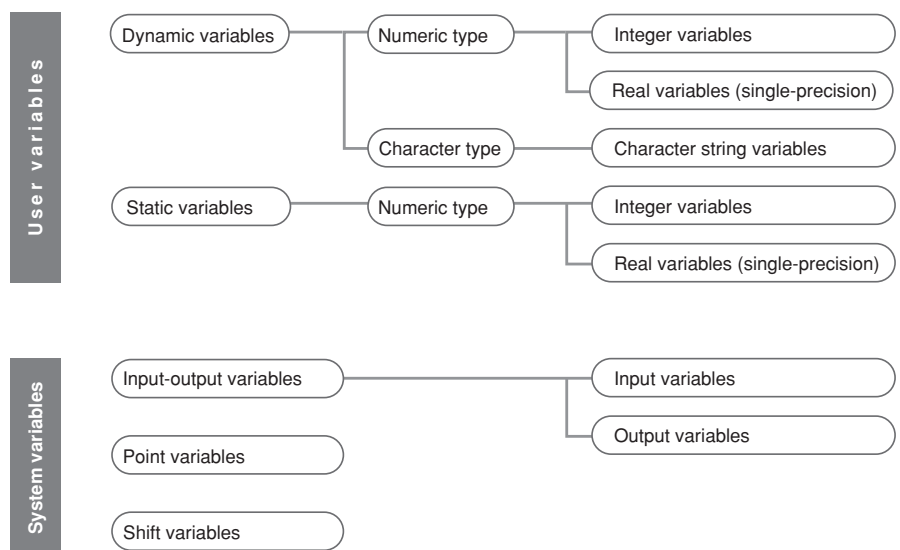 User variables
Dynamic variables
Numeric type
Integer variables
Real variables (single-precision)
Character type
Character string variables
Static variables
Numeric type
Integer variables
Real variables (single-precision)
System variables
Input-output variables
Input variables
Output variables
Point variables
Shift variables